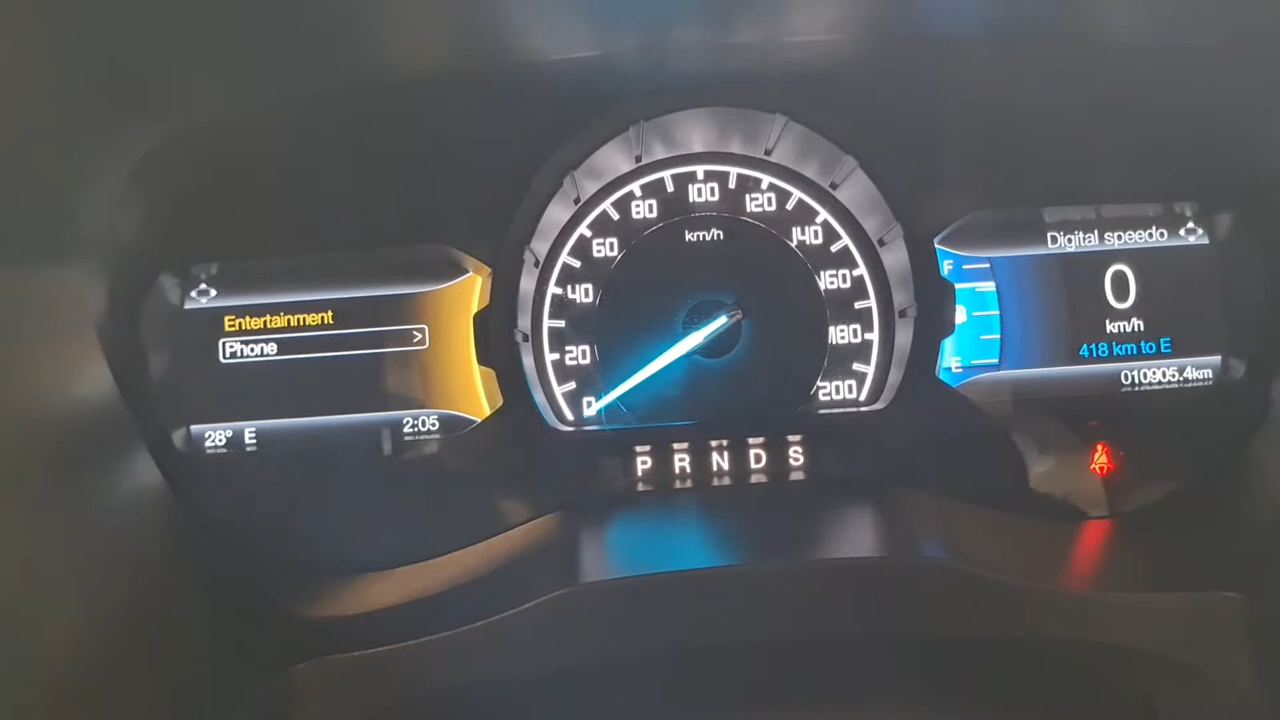 Entertainment
Phone >
28° E
2:05
0
20
40
60
80
100
120
140
160
180
200
km/h
P R N D S
Digital speedo
F
E
0
km/h
418 km to E
010905.4km